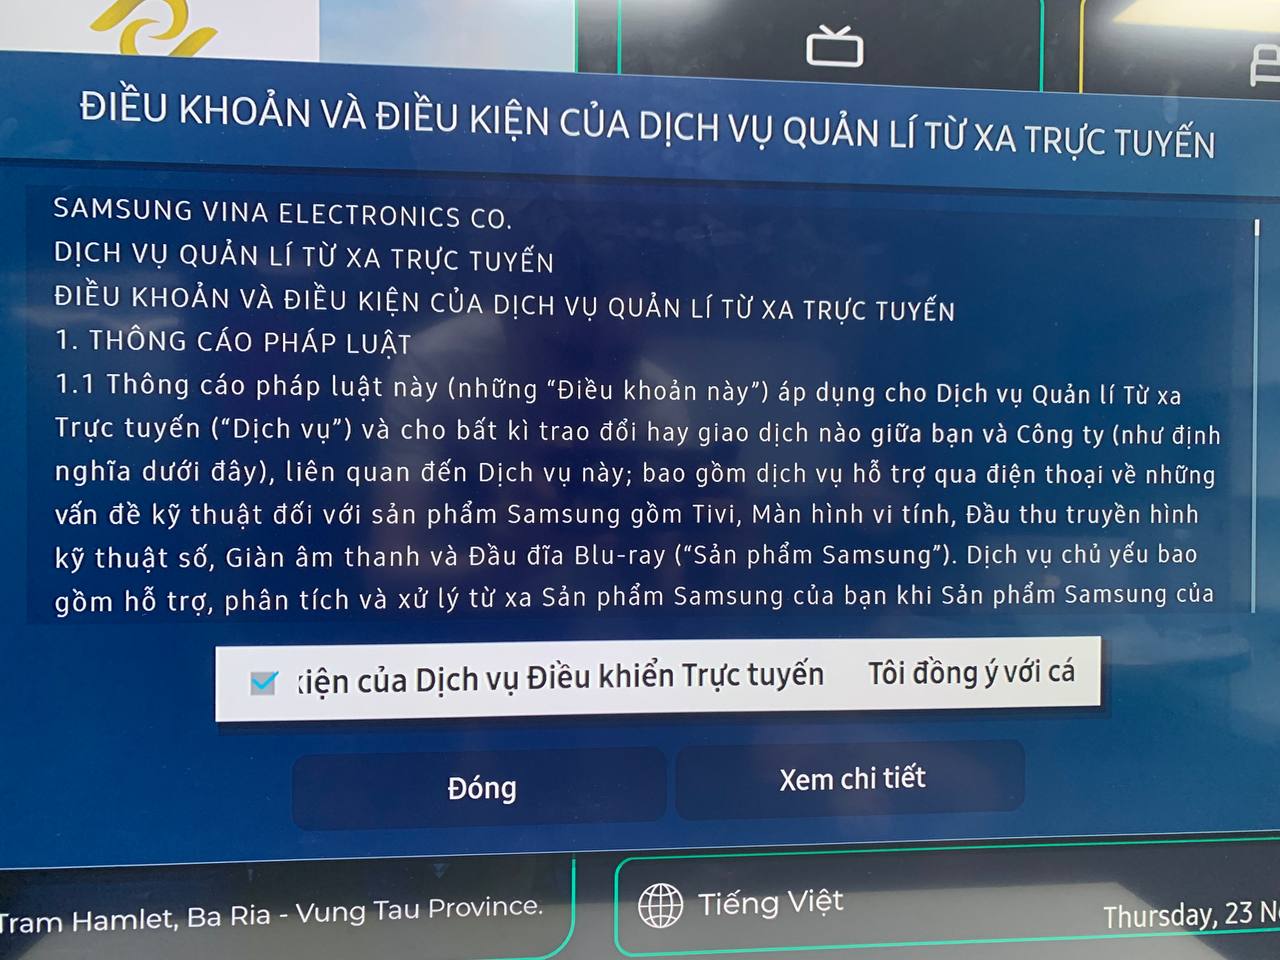 ĐIỀU KHOẢN VÀ ĐIỀU KIỆN CỦA DỊCH VỤ QUẢN LÍ TỪ XA TRỰC TUYẾN
SAMSUNG VINA ELECTRONICS CO.
DỊCH VỤ QUẢN LÍ TỪ XA TRỰC TUYẾN
ĐIỀU KHOẢN VÀ ĐIỀU KIỆN CỦA DỊCH VỤ QUẢN LÍ TỪ XA TRỰC TUYẾN
1. THÔNG CÁO PHÁP LUẬT
1.1 Thông cáo pháp luật này (những “Điều khoản này”) áp dụng cho Dịch vụ Quản lí Từ xa
Trực tuyến (“Dịch vụ”) và cho bất kì trao đổi hay giao dịch nào giữa bạn và Công ty (như định
nghĩa dưới đây), liên quan đến Dịch vụ này; bao gồm dịch vụ hỗ trợ qua điện thoại về những
vấn đề kỹ thuật đối với sản phẩm Samsung gồm Tivi, Màn hình vi tính, Đầu thu truyền hình
kỹ thuật số, Giàn âm thanh và Đầu đĩa Blu-ray (“Sản phẩm Samsung”). Dịch vụ chủ yếu bao
gồm hỗ trợ, phân tích và xử lý từ xa Sản phẩm Samsung của bạn khi Sản phẩm Samsung của
kiện của Dịch vụ Điều khiển Trực tuyến Tôi đồng ý với cá
Đóng
Xem chi tiết
Tram Hamlet, Ba Ria - Vung Tau Province.
Tiếng Việt
Thursday, 23 N